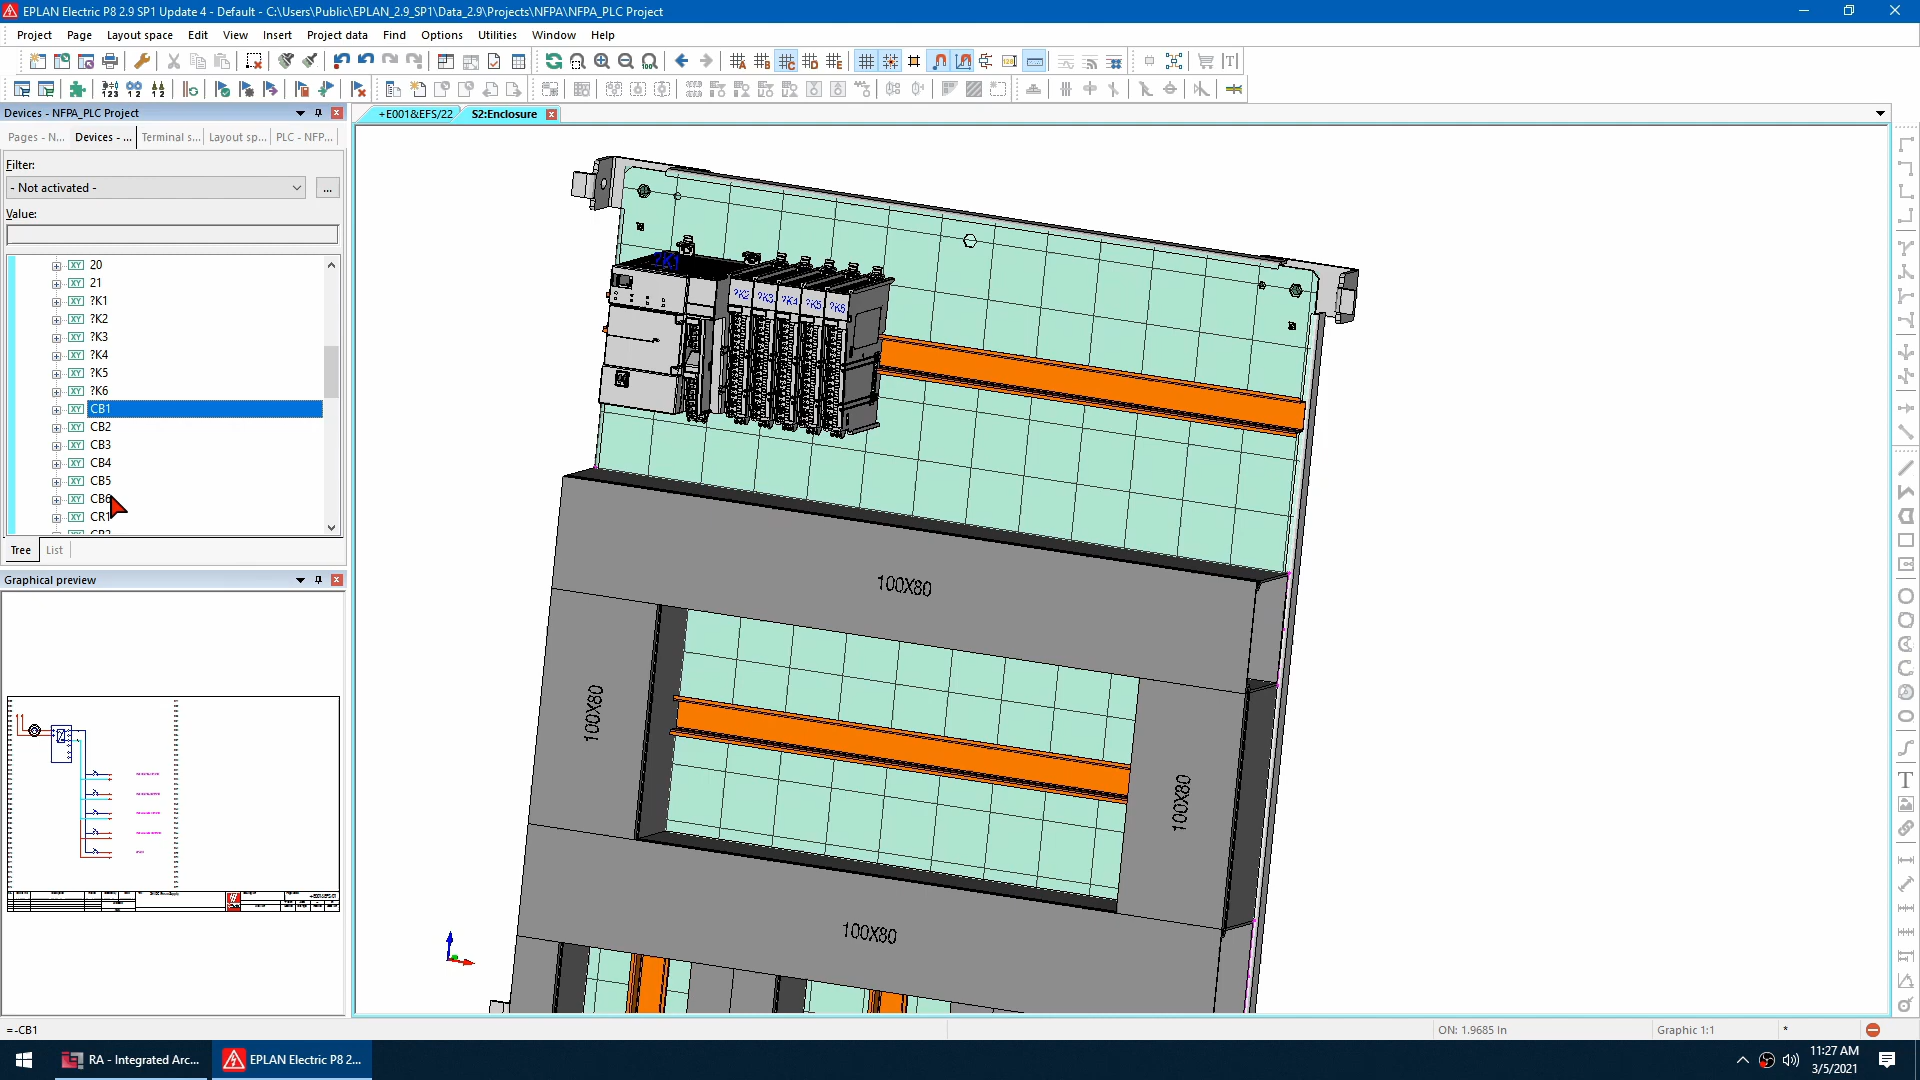 EPLAN Electric P8 2.9 SP1 Update 4 - Default - C:\Users\Public\EPLAN_2.9_SP1\Data_2.9\Projects\NFPA\NFPA_PLC Project
Project Page Layout space Edit View Insert Project data Find Options Utilities Window Help
Devices - NFPA_PLC Project
Pages - N... Devices - ... Terminal s... Layout sp... PLC - NFP...
+E001&EFS/22 S2:Enclosure
Filter:
- Not activated -
...
Value:
20
21
?K1
?K2
?K3
?K4
?K5
?K6
CB1
CB2
CB3
CB4
CB5
CB6
CR1
Tree List
Graphical preview
?K1
?K2 ?K3 ?K4 ?K5 ?K6
100X80
100X80
100X80
100X80
=-CB1
ON: 1.9685 In
Graphic 1:1
*
RA - Integrated Arc...
EPLAN Electric P8 2...
11:27 AM
3/5/2021